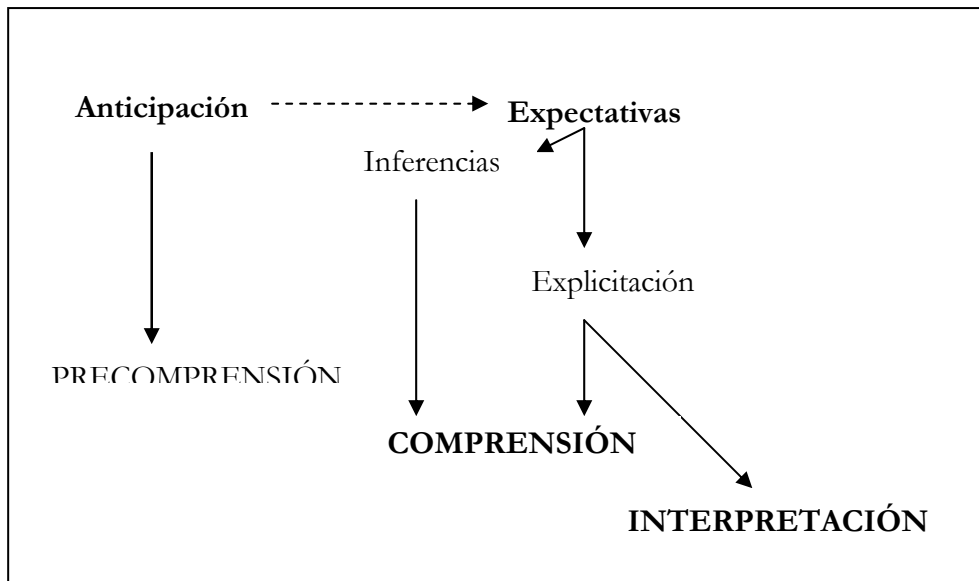 Anticipación
Expectativas
Inferencias
Explicitación
PRECOMPRENSIÓN
COMPRENSIÓN
INTERPRETACIÓN